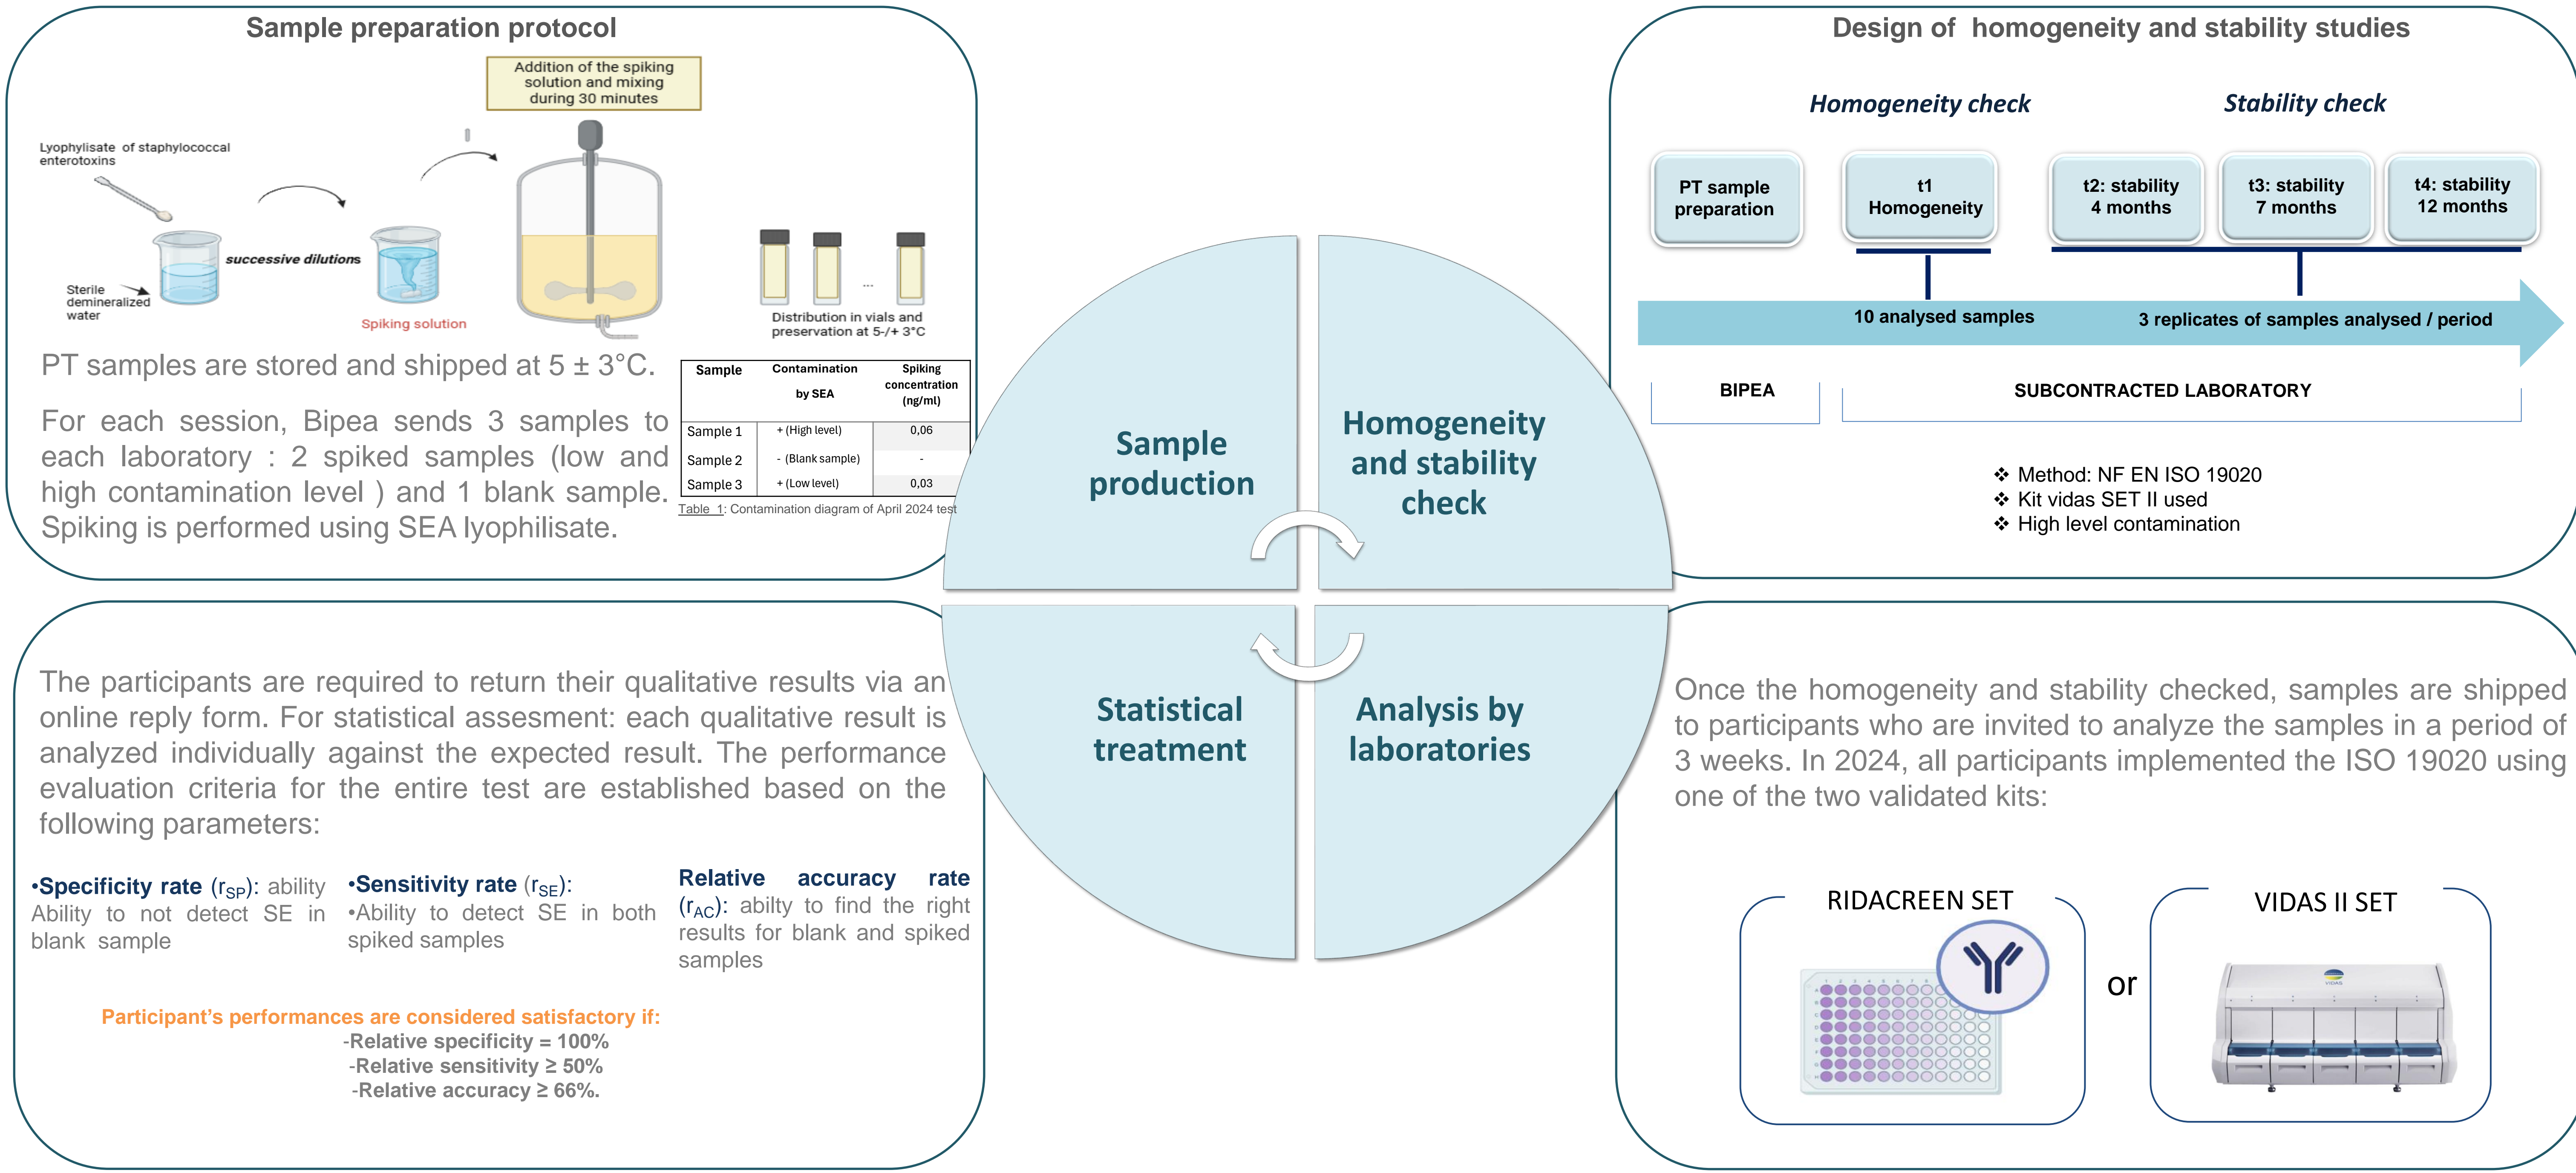 Sample preparation protocol
Addition of the spiking
solution and mixing
during 30 minutes
Lyophylisate of staphylococcal
enterotoxins
successive dilutions
Sterile
demineralized
water
Spiking solution
...
Distribution in vials and
preservation at 5-/+ 3°C
PT samples are stored and shipped at 5 ± 3°C.
For each session, Bipea sends 3 samples to
each laboratory : 2 spiked samples (low and
high contamination level ) and 1 blank sample.
Spiking is performed using SEA lyophilisate.
Sample Contamination by SEA Spiking concentration (ng/ml)
Sample 1 + (High level) 0,06
Sample 2 - (Blank sample) -
Sample 3 + (Low level) 0,03
Table 1: Contamination diagram of April 2024 test
Design of homogeneity and stability studies
Homogeneity check
Stability check
PT sample
preparation
t1
Homogeneity
t2: stability
4 months
t3: stability
7 months
t4: stability
12 months
10 analysed samples
3 replicates of samples analysed / period
BIPEA
SUBCONTRACTED LABORATORY
❖ Method: NF EN ISO 19020
❖ Kit vidas SET II used
❖ High level contamination
Sample
production
Homogeneity
and stability
check
Statistical
treatment
Analysis by
laboratories
The participants are required to return their qualitative results via an
online reply form. For statistical assesment: each qualitative result is
analyzed individually against the expected result. The performance
evaluation criteria for the entire test are established based on the
following parameters:
•Specificity rate (rSP): ability
Ability to not detect SE in
blank sample
•Sensitivity rate (rSE):
•Ability to detect SE in both
spiked samples
Relative accuracy rate
(rAC): abilty to find the right
results for blank and spiked
samples
Participant's performances are considered satisfactory if:
-Relative specificity = 100%
-Relative sensitivity ≥ 50%
-Relative accuracy ≥ 66%.
Once the homogeneity and stability checked, samples are shipped
to participants who are invited to analyze the samples in a period of
3 weeks. In 2024, all participants implemented the ISO 19020 using
one of the two validated kits:
RIDACREEN SET
or
VIDAS II SET
VIDAS